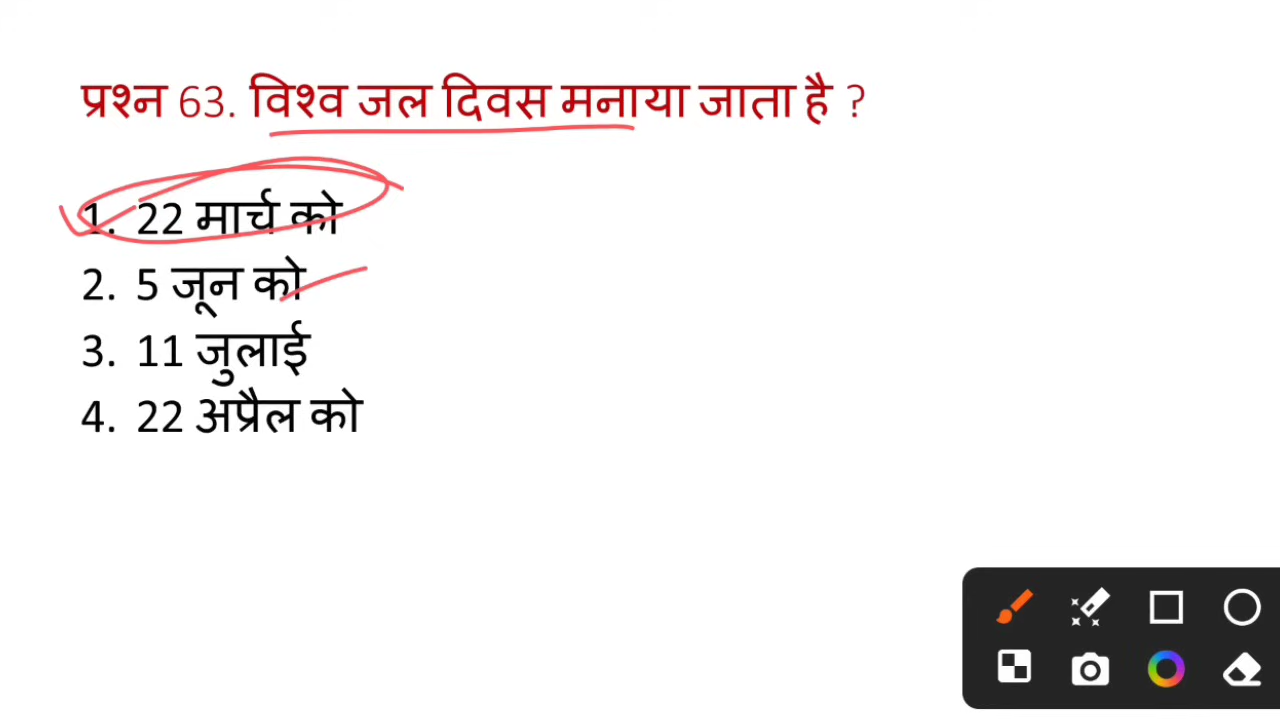 प्रश्न 63. विश्व जल दिवस मनाया जाता है ?
1. 22 मार्च को
2. 5 जून को
3. 11 जुलाई
4. 22 अप्रैल को